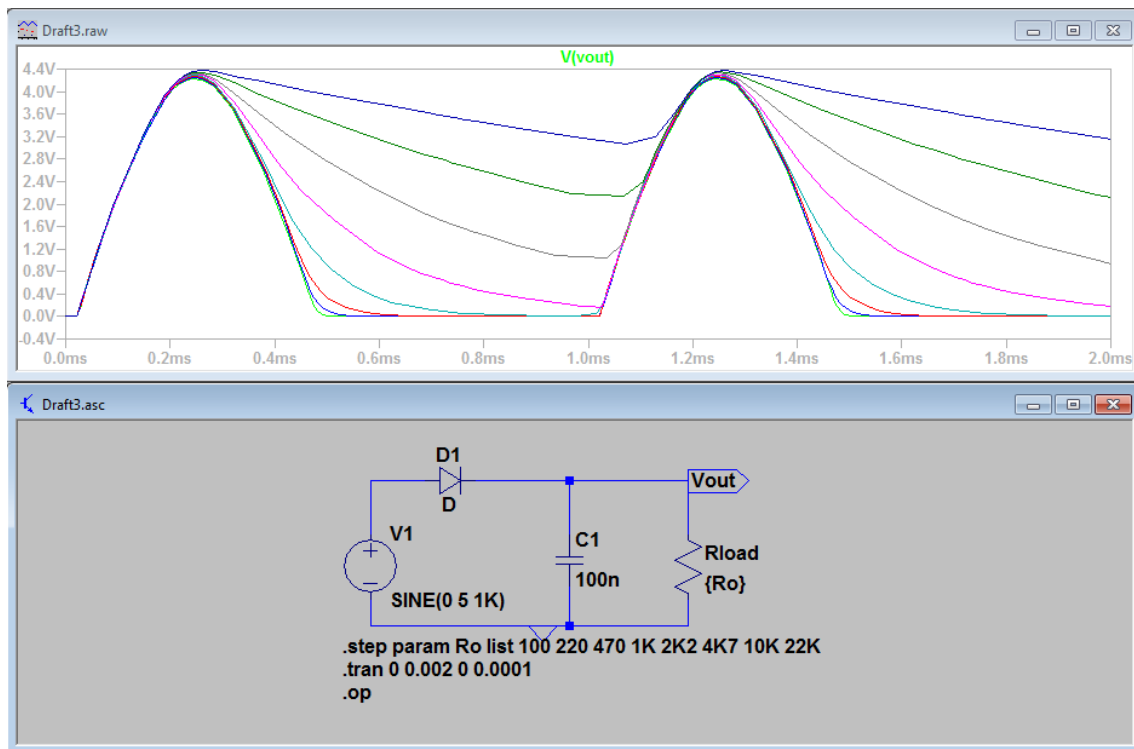 Draft3.raw
V(vout)
4.4V
4.0V
3.6V
3.2V
2.8V
2.4V
2.0V
1.6V
1.2V
0.8V
0.4V
0.0V
-0.4V
0.0ms 0.2ms 0.4ms 0.6ms 0.8ms 1.0ms 1.2ms 1.4ms 1.6ms 1.8ms 2.0ms
Draft3.asc
D1
D
Vout
V1
SINE(0 5 1K)
C1
100n
Rload
{Ro}
.step param Ro list 100 220 470 1K 2K2 4K7 10K 22K
.tran 0 0.002 0 0.0001
.op